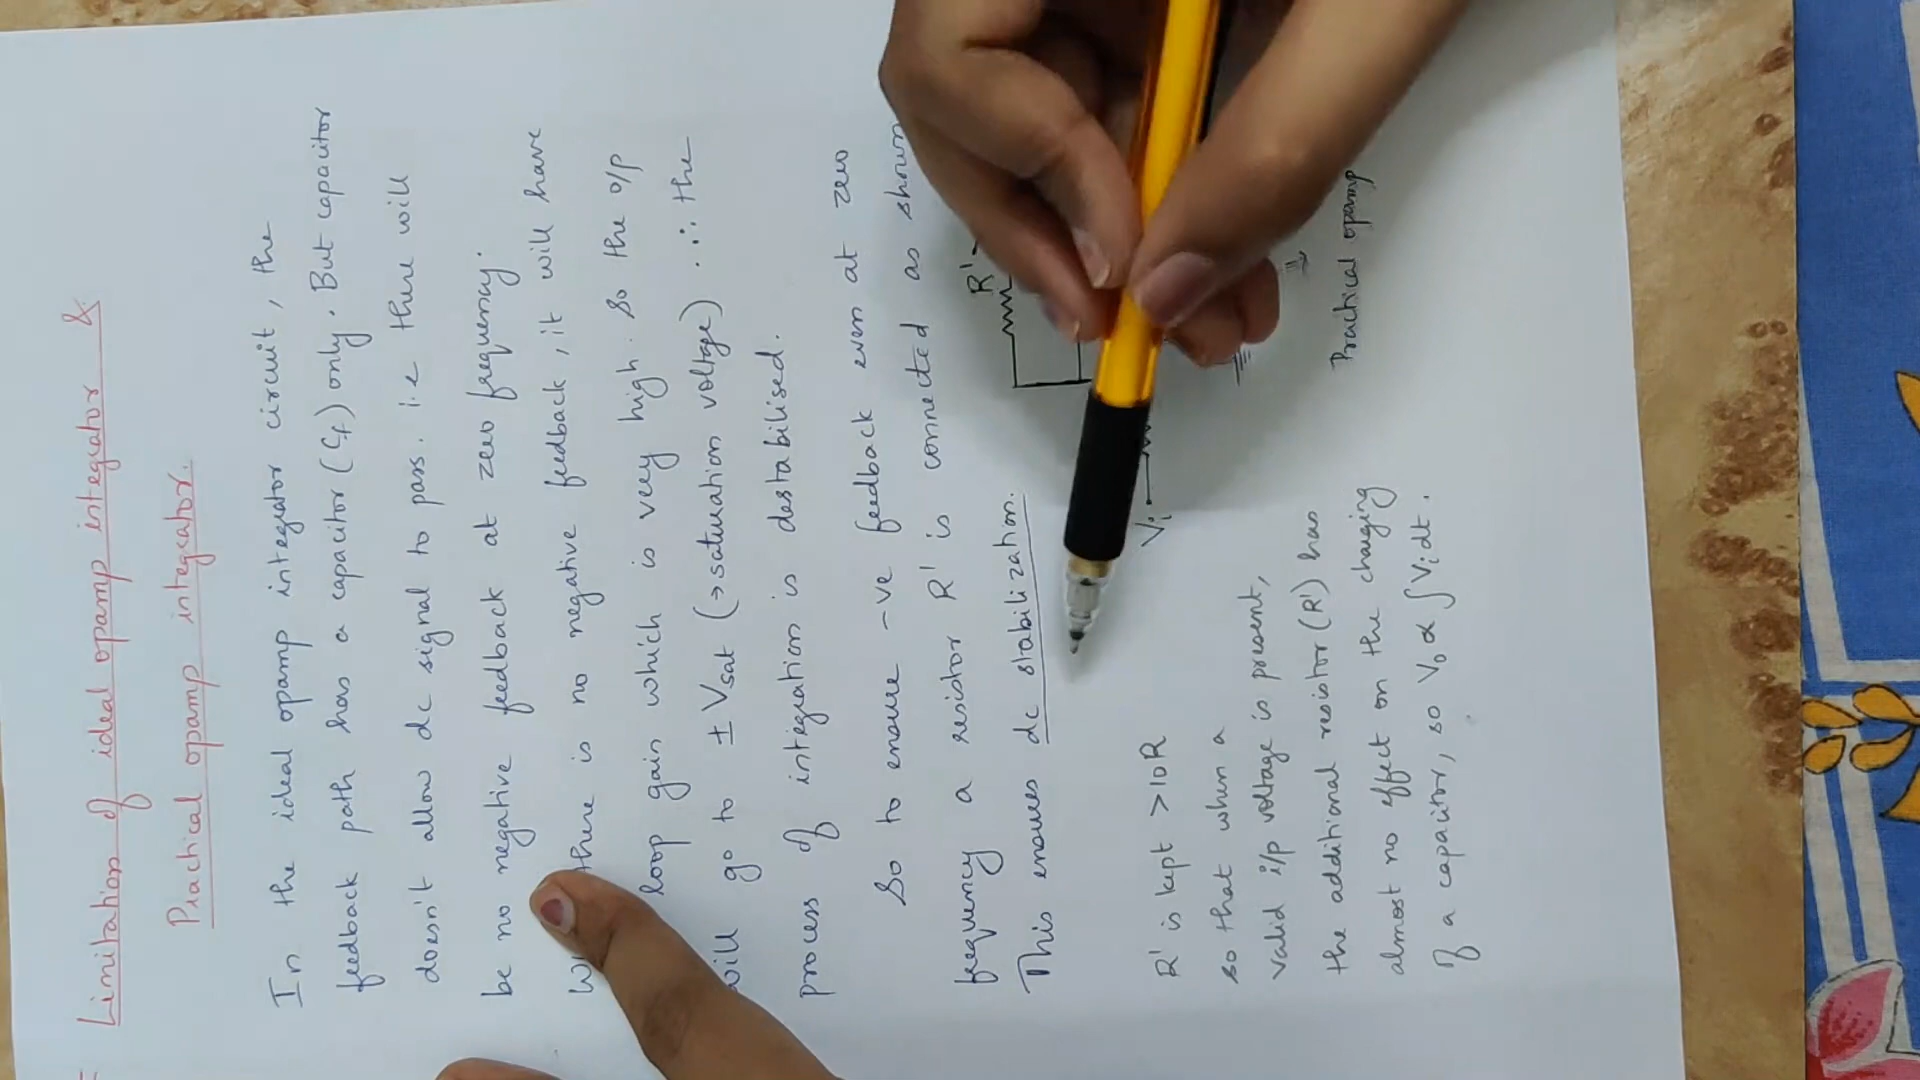 = Limitation of ideal opamp integrator &
Practical opamp integrator.
In the ideal opamp integrator circuit, the
feedback path has a capacitor (Cf) only. But capacitor
doesn't allow dc signal to pass. i.e there will
be no negative feedback at zero frequency.
there is no negative feedback, it will have
loop gain which is very high. So the o/p
will go to ± Vsat (→ saturation voltage). ∴ the
process of integration is destabilised.
So to ensure -ve feedback even at zero
frequency a resistor R' is connected as shown
This ensures dc stabilization.
R'
Vi
R' is kept >10R
so that when a
valid i/p voltage is present,
the additional resistor (R') has
almost no effect on the charging
of a capacitor, so V0 ∝ ∫Vi dt.
Practical opamp